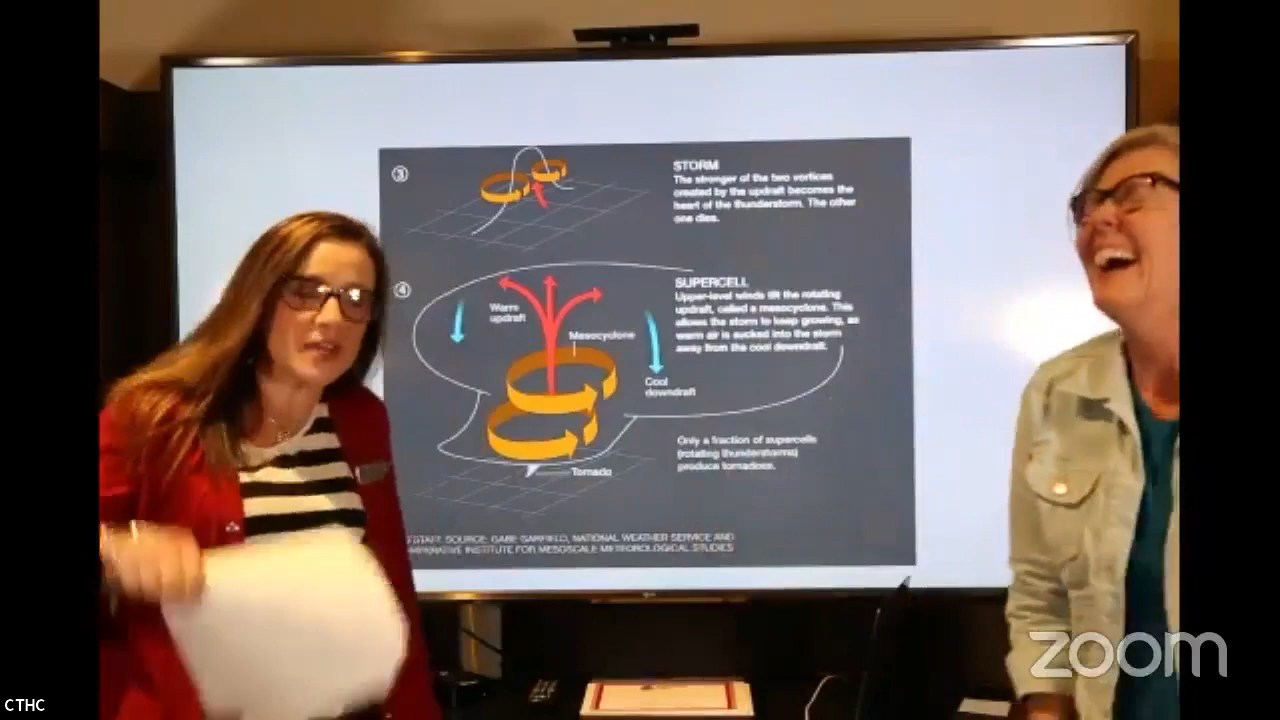 ③
STORM
The stronger of the two vortices
created by the updraft becomes the
heart of the thunderstorm. The other
one dies.
④
SUPERCELL
Upper-level winds tilt the rotating
updraft, called a mesocyclone. This
allows the storm to keep growing, as
warm air is sucked into the storm
away from the cool downdraft.
Warm
updraft
Mesocyclone
Cool
downdraft
Only a fraction of supercells
(rotating thunderstorms)
produce tornadoes.
Tornado
STAFF. SOURCE: GABE GARFIELD, NATIONAL WEATHER SERVICE AND
INSTITUTE FOR MESOSCALE METEOROLOGICAL STUDIES
zoom
CTHC